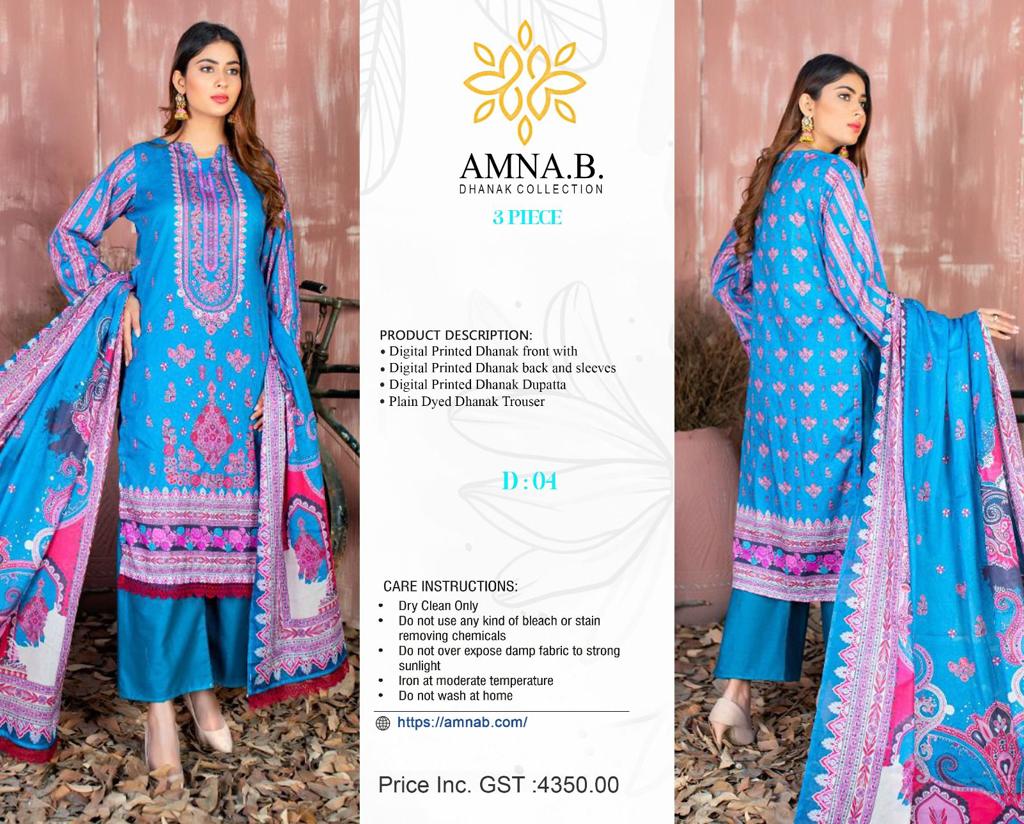 AMNA.B.
DHANAK COLLECTION
3 PIECE
PRODUCT DESCRIPTION:
• Digital Printed Dhanak front with
• Digital Printed Dhanak back and sleeves
• Digital Printed Dhanak Dupatta
• Plain Dyed Dhanak Trouser
D : 04
CARE INSTRUCTIONS:
• Dry Clean Only
• Do not use any kind of bleach or stain
removing chemicals
• Do not over expose damp fabric to strong
sunlight
• Iron at moderate temperature
• Do not wash at home
https://amnab.com/
Price Inc. GST :4350.00